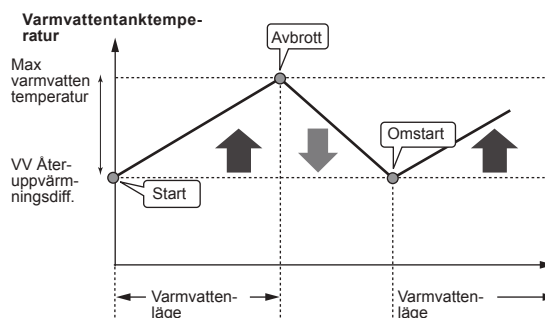 Varmvattentanktempe-
ratur
Avbrott
Max
varmvatten
temperatur
Omstart
VV Åter-
uppvärm-
ningsdiff.
Start
Varmvatten-
läge
Varmvatten-
läge